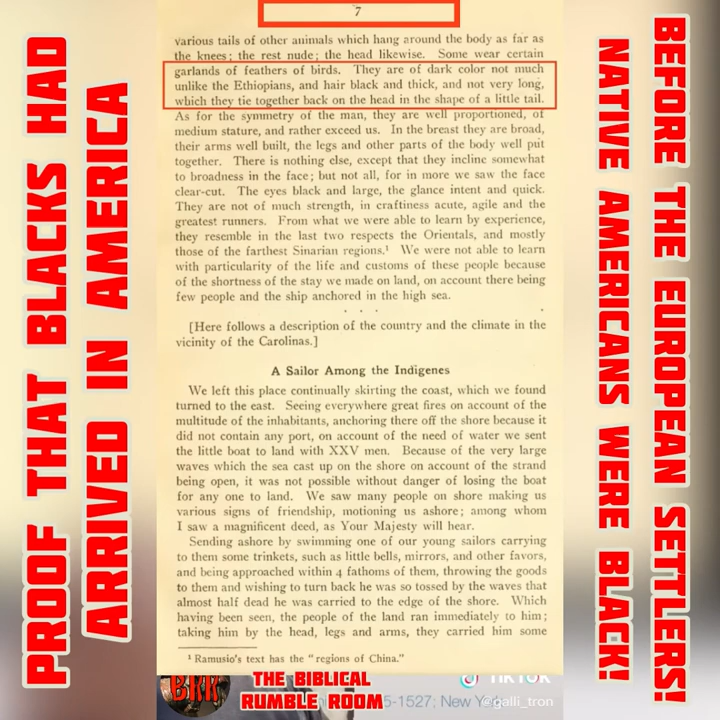 PROOF THAT BLACKS HAD
ARRIVED IN AMERICA
7
various tails of other animals which hang around the body as far as
the knees; the rest nude; the head likewise. Some wear certain
garlands of feathers of birds. They are of dark color not much
unlike the Ethiopians, and hair black and thick, and not very long,
which they tie together back on the head in the shape of a little tail.
As for the symmetry of the man, they are well proportioned, of
medium stature, and rather exceed us. In the breast they are broad,
their arms well built, the legs and other parts of the body well put
together. There is nothing else, except that they incline somewhat
to broadness in the face; but not all, for in more we saw the face
clear-cut. The eyes black and large, the glance intent and quick.
They are not of much strength, in craftiness acute, agile and the
greatest runners. From what we were able to learn by experience,
they resemble in the last two respects the Orientals, and mostly
those of the farthest Sinarian regions.¹ We were not able to learn
with particularity of the life and customs of these people because
of the shortness of the stay we made on land, on account there being
few people and the ship anchored in the high sea.
. . .
[Here follows a description of the country and the climate in the
vicinity of the Carolinas.]
A Sailor Among the Indigenes
We left this place continually skirting the coast, which we found
turned to the east. Seeing everywhere great fires on account of the
multitude of the inhabitants, anchoring there off the shore because it
did not contain any port, on account of the need of water we sent
the little boat to land with XXV men. Because of the very large
waves which the sea cast up on the shore on account of the strand
being open, it was not possible without danger of losing the boat
for any one to land. We saw many people on shore making us
various signs of friendship, motioning us ashore; among whom
I saw a magnificent deed, as Your Majesty will hear.
Sending ashore by swimming one of our young sailors carrying
to them some trinkets, such as little bells, mirrors, and other favors,
and being approached within 4 fathoms of them, throwing the goods
to them and wishing to turn back he was so tossed by the waves that
almost half dead he was carried to the edge of the shore. Which
having been seen, the people of the land ran immediately to him;
taking him by the head, legs and arms, they carried him some
¹ Ramusio's text has the "regions of China."
BRR
THE BIBLICAL
RUMBLE ROOM
5-1527; New York
TIKTOK
@galli_tron
BEFORE THE EUROPEAN SETTLERS!
NATIVE AMERICANS WERE BLACK!